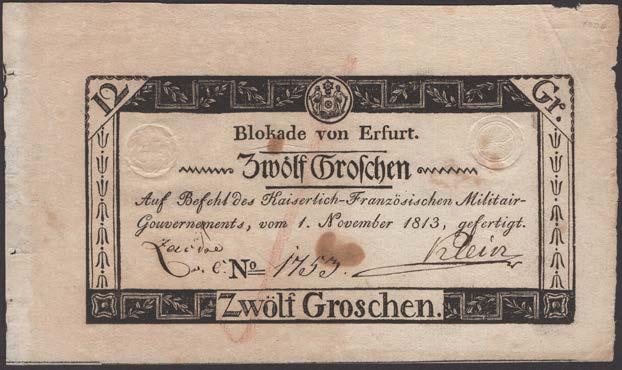 12 Gr.
Blokade von Erfurt.
Zwölf Groschen
Auf Befehl des Kaiserlich-Französischen Militair-
Gouvernements, vom 1. November 1813, gefertigt.
No 1753. Klein
Zwölf Groschen.